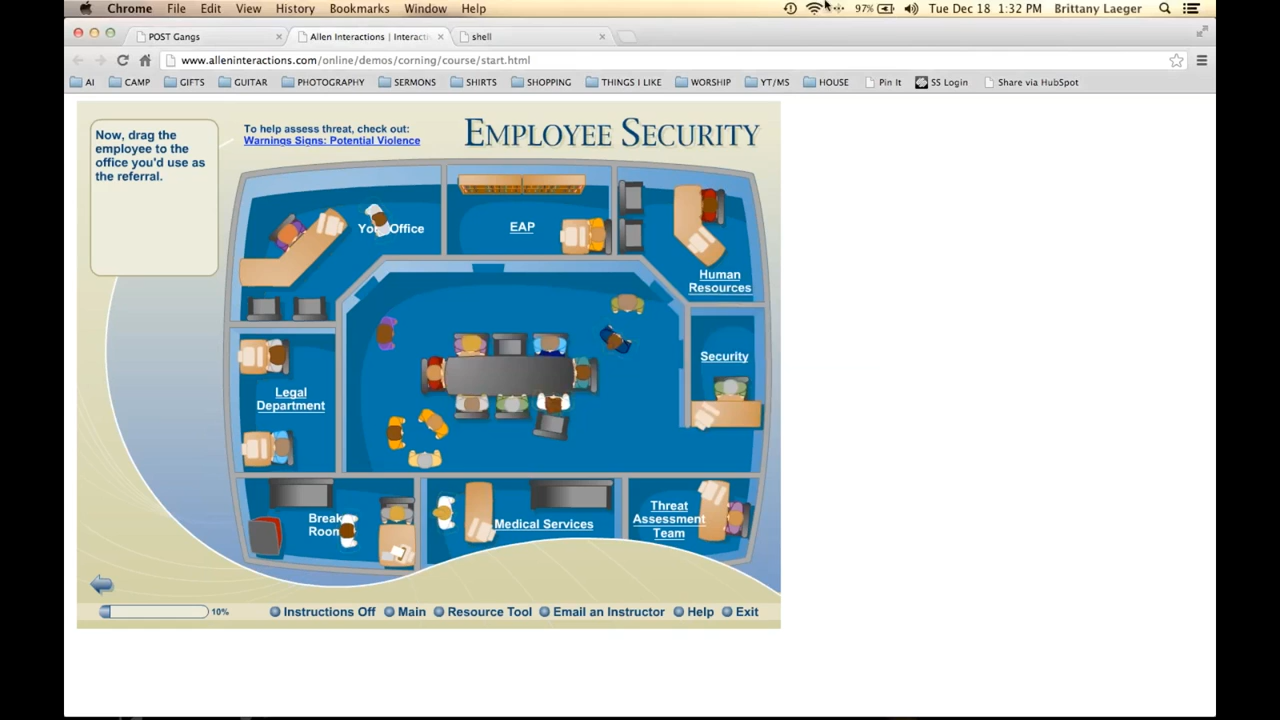 Chrome File Edit View History Bookmarks Window Help 97% Tue Dec 18 1:32 PM Brittany Laeger
POST Gangs Allen Interactions | Interacti shell
www.alleninteractions.com/online/demos/corning/course/start.html
AI CAMP GIFTS GUITAR PHOTOGRAPHY SERMONS SHIRTS SHOPPING THINGS I LIKE WORSHIP YT/MS HOUSE Pin It SS Login Share via HubSpot
Now, drag the
employee to the
office you'd use as
the referral.
To help assess threat, check out:
Warnings Signs: Potential Violence
EMPLOYEE SECURITY
Your Office
EAP
Human
Resources
Security
Legal
Department
Break
Room
Medical Services
Threat
Assessment
Team
10% Instructions Off Main Resource Tool Email an Instructor Help Exit